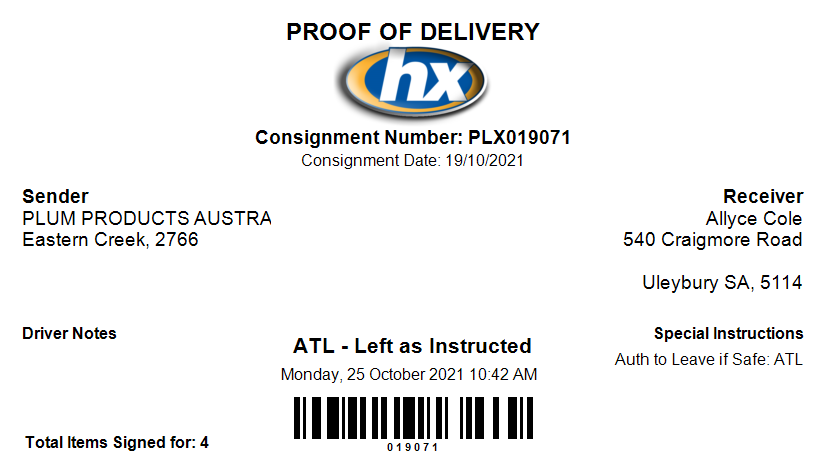 PROOF OF DELIVERY
hx
Consignment Number: PLX019071
Consignment Date: 19/10/2021
Sender
PLUM PRODUCTS AUSTRA
Eastern Creek, 2766
Receiver
Allyce Cole
540 Craigmore Road
Uleybury SA, 5114
Driver Notes
ATL - Left as Instructed
Monday, 25 October 2021 10:42 AM
Special Instructions
Auth to Leave if Safe: ATL
019071
Total Items Signed for: 4